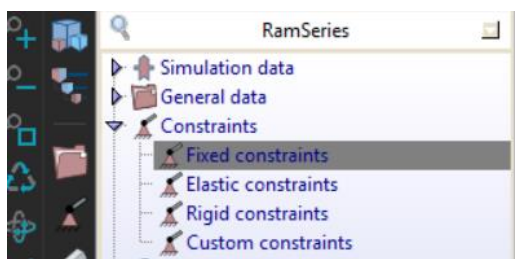 RamSeries
Simulation data
General data
Constraints
Fixed constraints
Elastic constraints
Rigid constraints
Custom constraints